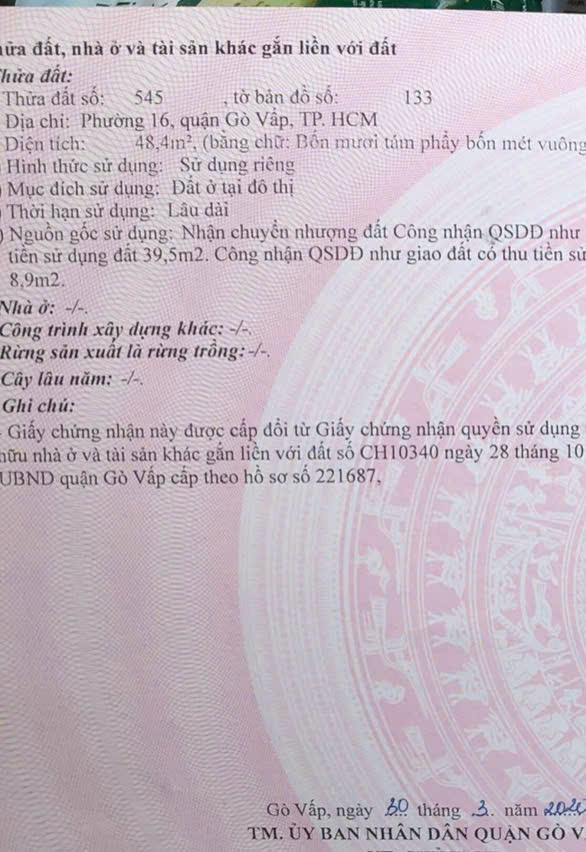 thửa đất, nhà ở và tài sản khác gắn liền với đất
Thửa đất:
Thửa đất số: 545 , tờ bản đồ số: 133
Địa chỉ: Phường 16, quận Gò Vấp, TP. HCM
Diện tích: 48,4m², (bằng chữ: Bốn mươi tám phẩy bốn mét vuông
Hình thức sử dụng: Sử dụng riêng
Mục đích sử dụng: Đất ở tại đô thị
Thời hạn sử dụng: Lâu dài
) Nguồn gốc sử dụng: Nhận chuyển nhượng đất Công nhận QSDĐ như
tiền sử dụng đất 39,5m2. Công nhận QSDĐ như giao đất có thu tiền sử
8,9m2.
Nhà ở: -/-.
Công trình xây dựng khác: -/-.
Rừng sản xuất là rừng trồng: -/-.
Cây lâu năm: -/-.
Ghi chú:
Giấy chứng nhận này được cấp đổi từ Giấy chứng nhận quyền sử dụng
hữu nhà ở và tài sản khác gắn liền với đất số CH10340 ngày 28 tháng 10
UBND quận Gò Vấp cấp theo hồ sơ số 221687,
Gò Vấp, ngày 30 tháng 3. năm
TM. ỦY BAN NHÂN DÂN QUẬN GÒ V